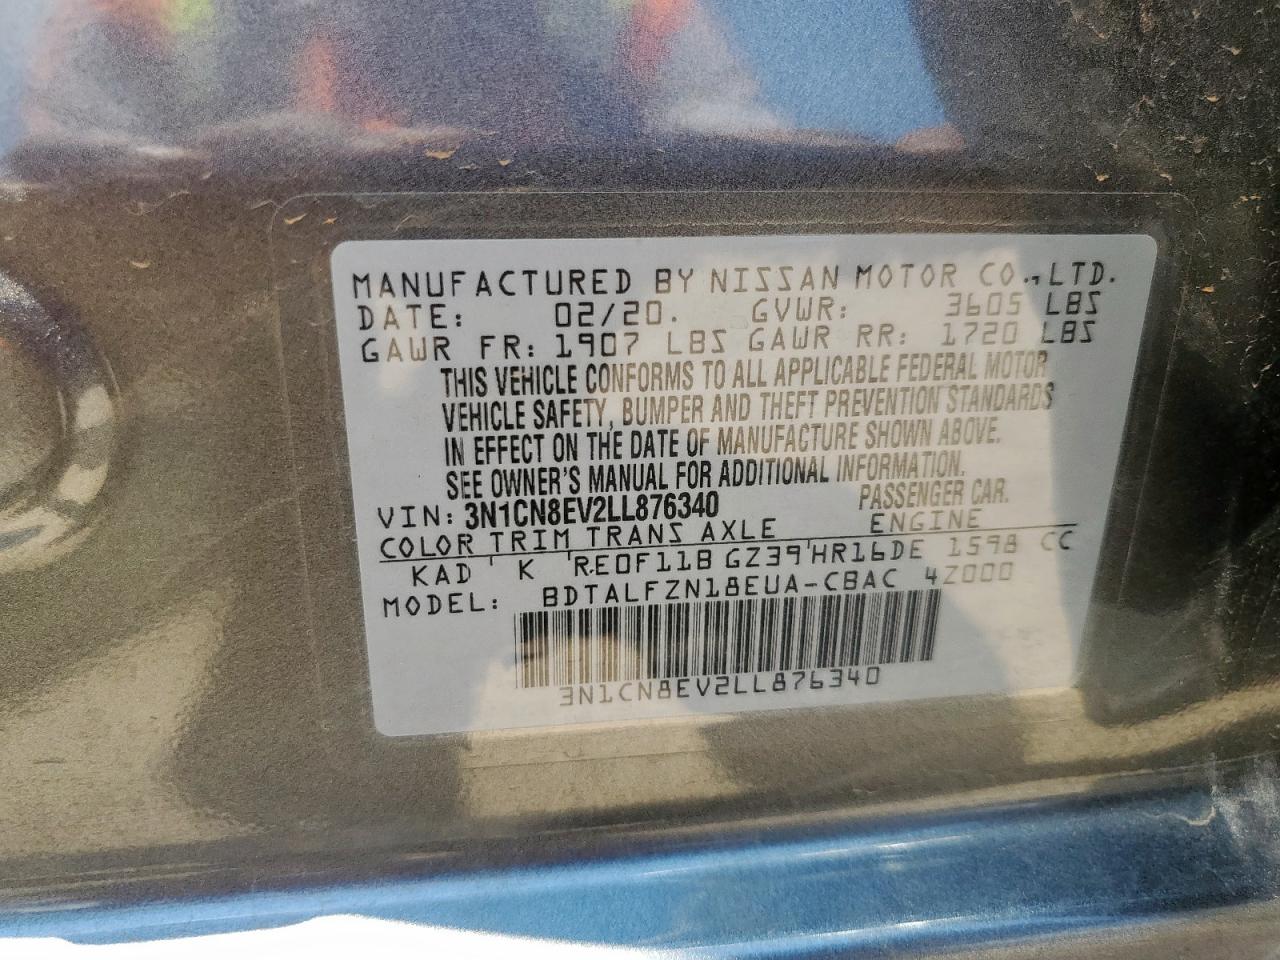 MANUFACTURED BY NISSAN MOTOR CO., LTD.
DATE: 02/20. GVWR: 3605 LBS
GAWR FR: 1907 LBS GAWR RR: 1720 LBS
THIS VEHICLE CONFORMS TO ALL APPLICABLE FEDERAL MOTOR
VEHICLE SAFETY, BUMPER AND THEFT PREVENTION STANDARDS
IN EFFECT ON THE DATE OF MANUFACTURE SHOWN ABOVE.
SEE OWNER'S MANUAL FOR ADDITIONAL INFORMATION.
VIN: 3N1CN8EV2LL876340 PASSENGER CAR.
COLOR TRIM TRANS AXLE ENGINE
KAD K RE0F11B GZ39 HR16DE 1598 CC
MODEL: BDTALFZN18EUA-CBAC 4Z000
3N1CN8EV2LL876340